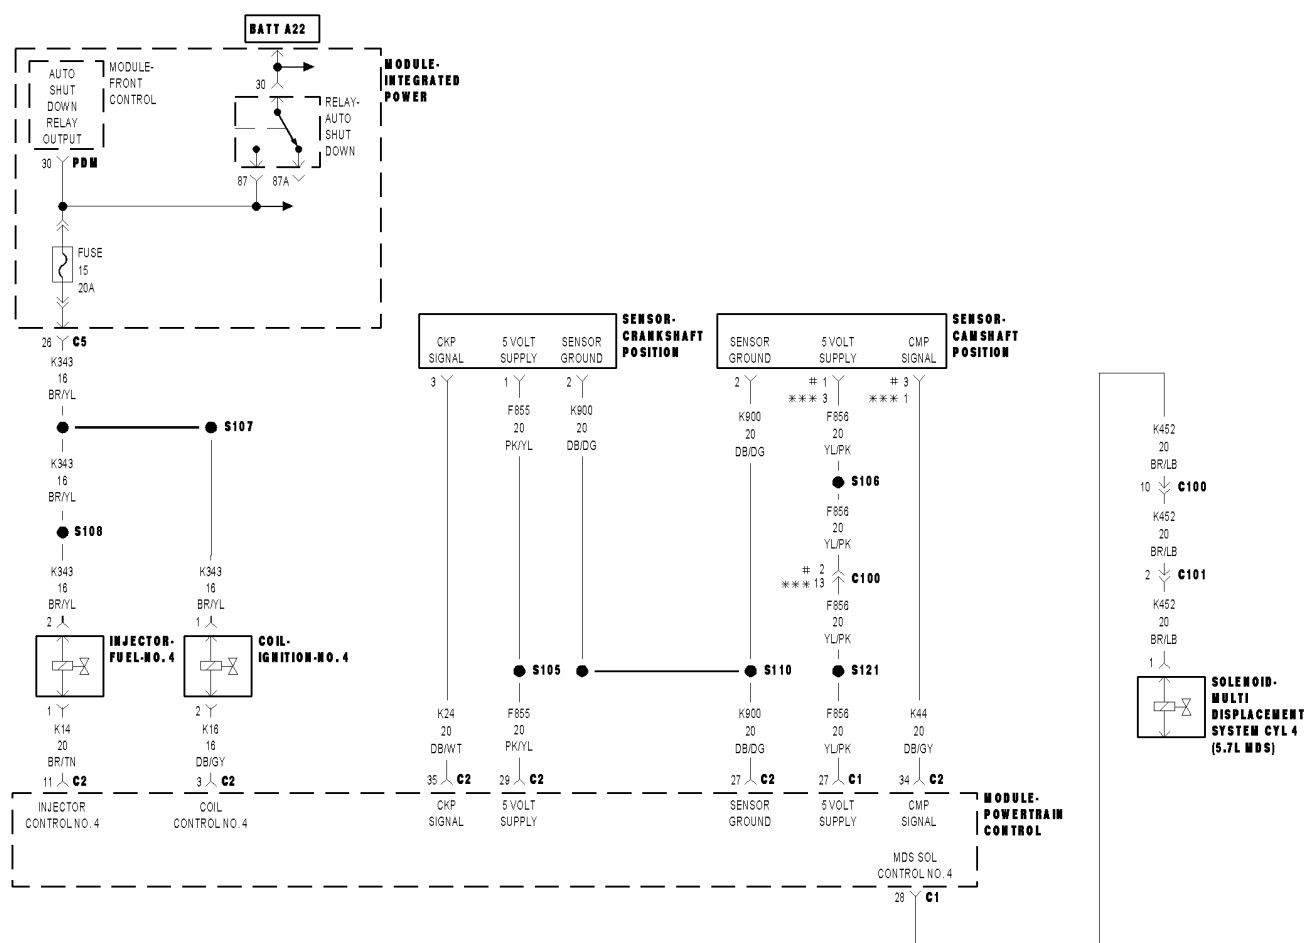 BATT A22
AUTO
SHUT
DOWN
RELAY
OUTPUT
MODULE-
FRONT
CONTROL
30
RELAY-
AUTO
SHUT
DOWN
MODULE-
INTEGRATED
POWER
30 PDM
87 87A
FUSE
15
20A
26 C5
K343
16
BR/YL
S107
K343
16
BR/YL
S108
K343
16
BR/YL
2
K343
16
BR/YL
1
INJECTOR-
FUEL-NO. 4
COIL-
IGNITION-NO. 4
1
K14
20
BR/TN
11 C2
2
K16
16
DB/GY
3 C2
INJECTOR
CONTROL NO. 4
COIL
CONTROL NO. 4
CKP
SIGNAL
5 VOLT
SUPPLY
SENSOR
GROUND
SENSOR-
CRANKSHAFT
POSITION
3
1
2
F855
20
PK/YL
K900
20
DB/DG
S105
K24
20
DB/WT
35 C2
F855
20
PK/YL
29 C2
CKP
SIGNAL
5 VOLT
SUPPLY
SENSOR
GROUND
5 VOLT
SUPPLY
CMP
SIGNAL
SENSOR-
CAMSHAFT
POSITION
2
# 1
*** 3
# 3
*** 1
K900
20
DB/DG
F856
20
YL/PK
S106
F856
20
YL/PK
# 2
*** 13
C100
F856
20
YL/PK
S110
S121
K900
20
DB/DG
27 C2
F856
20
YL/PK
27 C1
K44
20
DB/GY
34 C2
SENSOR
GROUND
5 VOLT
SUPPLY
CMP
SIGNAL
MODULE-
POWERTRAIN
CONTROL
MDS SOL
CONTROL NO. 4
28 C1
K452
20
BR/LB
10 C100
K452
20
BR/LB
2 C101
K452
20
BR/LB
1
SOLENOID-
MULTI
DISPLACEMENT
SYSTEM CYL 4
(5.7L MDS)